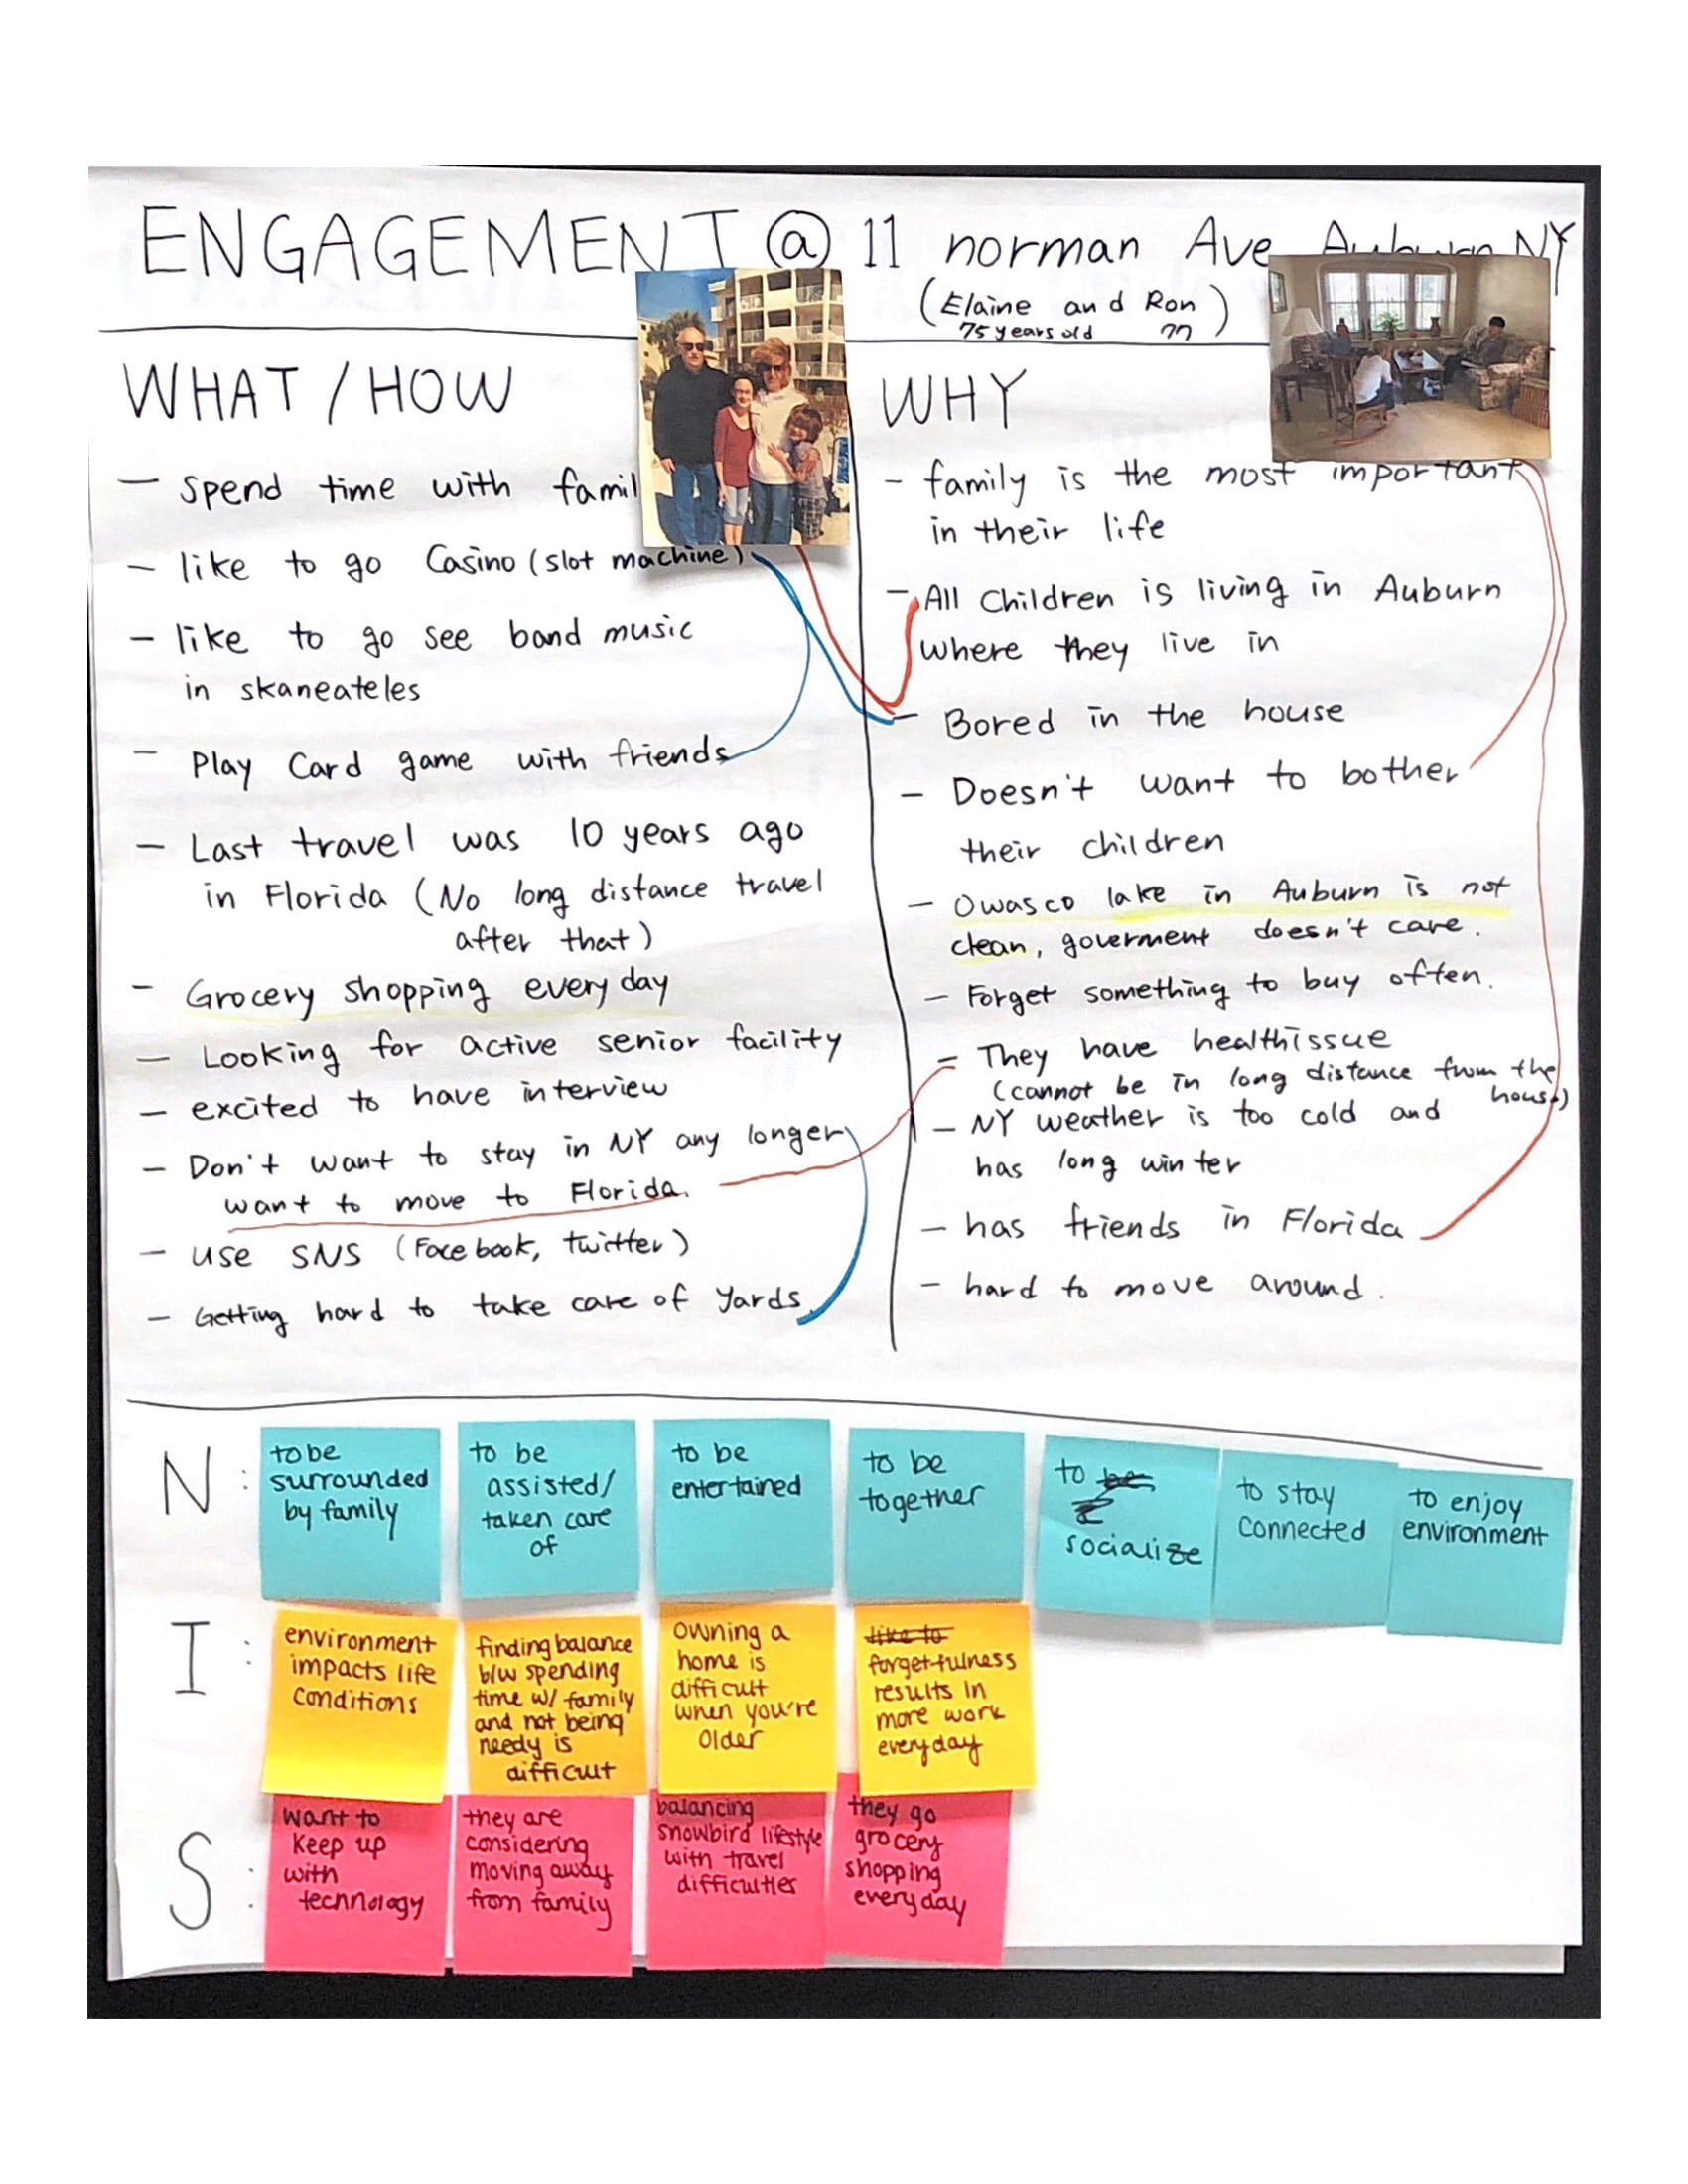 ENGAGEMENT @ 11 norman Ave Auburn NY
(Elaine and Ron)
75 years old 77
WHAT / HOW
- Spend time with famil
- like to go Casino (slot machine)
- like to go see band music
in skaneateles
- Play Card game with friends
- Last travel was 10 years ago
in Florida (No long distance travel
after that)
- Grocery shopping every day
- Looking for active senior facility
- excited to have interview
- Don't want to stay in NY any longer
want to move to Florida.
- use SNS (Facebook, twitter)
- Getting hard to take care of Yards
WHY
- family is the most important
in their life
- All Children is living in Auburn
where they live in
- Bored in the house
- Doesn't want to bother
their children
- Owasco lake in Auburn is not
clean, goverment doesn't care.
- Forget something to buy often.
- They have healthissue
(cannot be in long distance from the
house)
- NY weather is too cold and
has long winter
- has friends in Florida
- hard to move around.
N:
to be
surrounded
by family
to be
assisted/
taken care
of
to be
entertained
to be
together
to be
socialize
to stay
connected
to enjoy
environment
I:
environment
impacts life
conditions
finding balance
b/w spending
time w/ family
and not being
needy is
difficult
owning a
home is
difficult
when you're
older
like to
forget-fulness
results in
more work
everyday
S:
want to
keep up
with
technology
they are
considering
moving away
from family
balancing
snowbird lifestyle
with travel
difficulties
they go
grocery
shopping
everyday